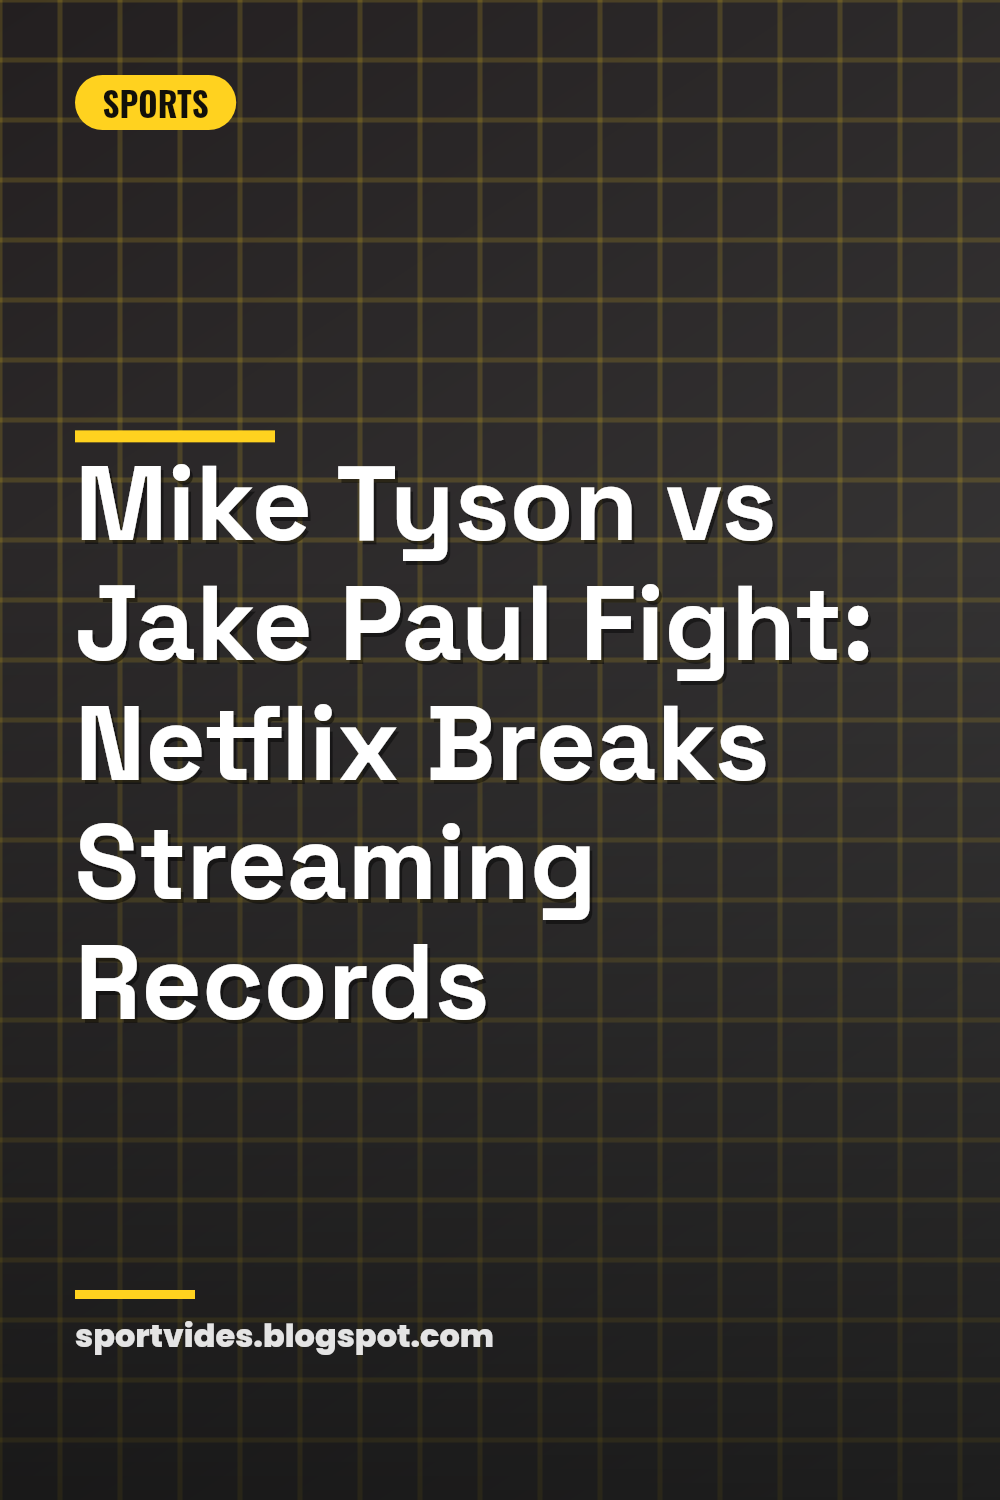 SPORTS
Mike Tyson vs
Jake Paul Fight:
Netflix Breaks
Streaming
Records
sportvides.blogspot.com